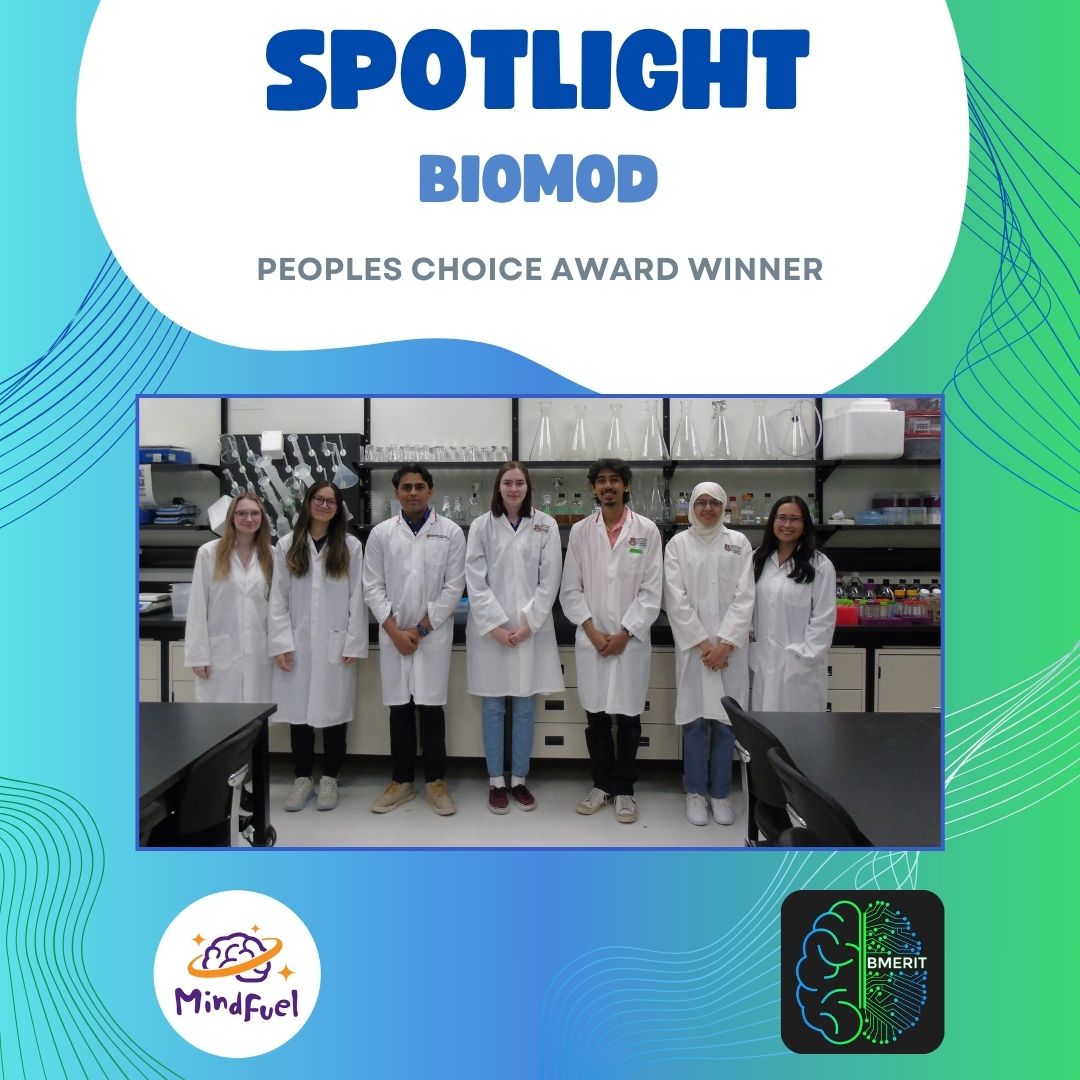 SPOTLIGHT
BIOMOD
PEOPLES CHOICE AWARD WINNER
MindFuel
BMERIT